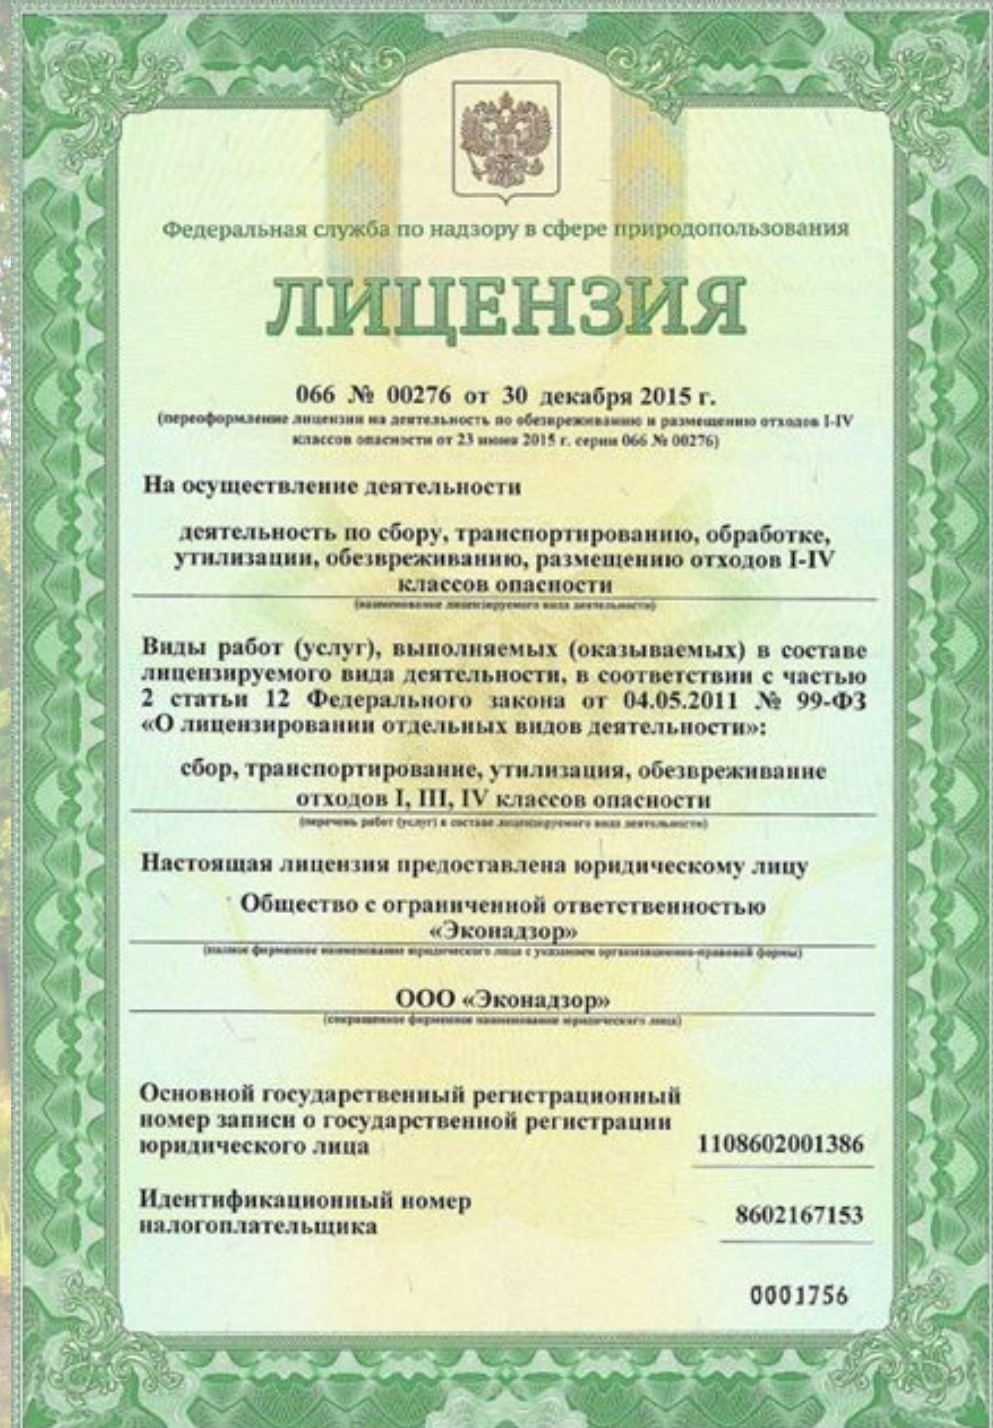 Федеральная служба по надзору в сфере природопользования
ЛИЦЕНЗИЯ
066 № 00276 от 30 декабря 2015 г.
(переоформление лицензии на деятельность по обезвреживанию и размещению отходов I-IV
классов опасности от 23 июня 2015 г. серии 066 № 00276)
На осуществление деятельности
деятельность по сбору, транспортированию, обработке,
утилизации, обезвреживанию, размещению отходов I-IV
классов опасности
(наименование лицензируемого вида деятельности)
Виды работ (услуг), выполняемых (оказываемых) в составе
лицензируемого вида деятельности, в соответствии с частью
2 статьи 12 Федерального закона от 04.05.2011 № 99-ФЗ
«О лицензировании отдельных видов деятельности»:
сбор, транспортирование, утилизация, обезвреживание
отходов I, III, IV классов опасности
(перечень работ (услуг) в составе лицензируемого вида деятельности)
Настоящая лицензия предоставлена юридическому лицу
Общество с ограниченной ответственностью
«Эконадзор»
(полное фирменное наименование юридического лица с указанием организационно-правовой формы)
ООО «Эконадзор»
(сокращенное фирменное наименование юридического лица)
Основной государственный регистрационный
номер записи о государственной регистрации
юридического лица 1108602001386
Идентификационный номер
налогоплательщика 8602167153
0001756